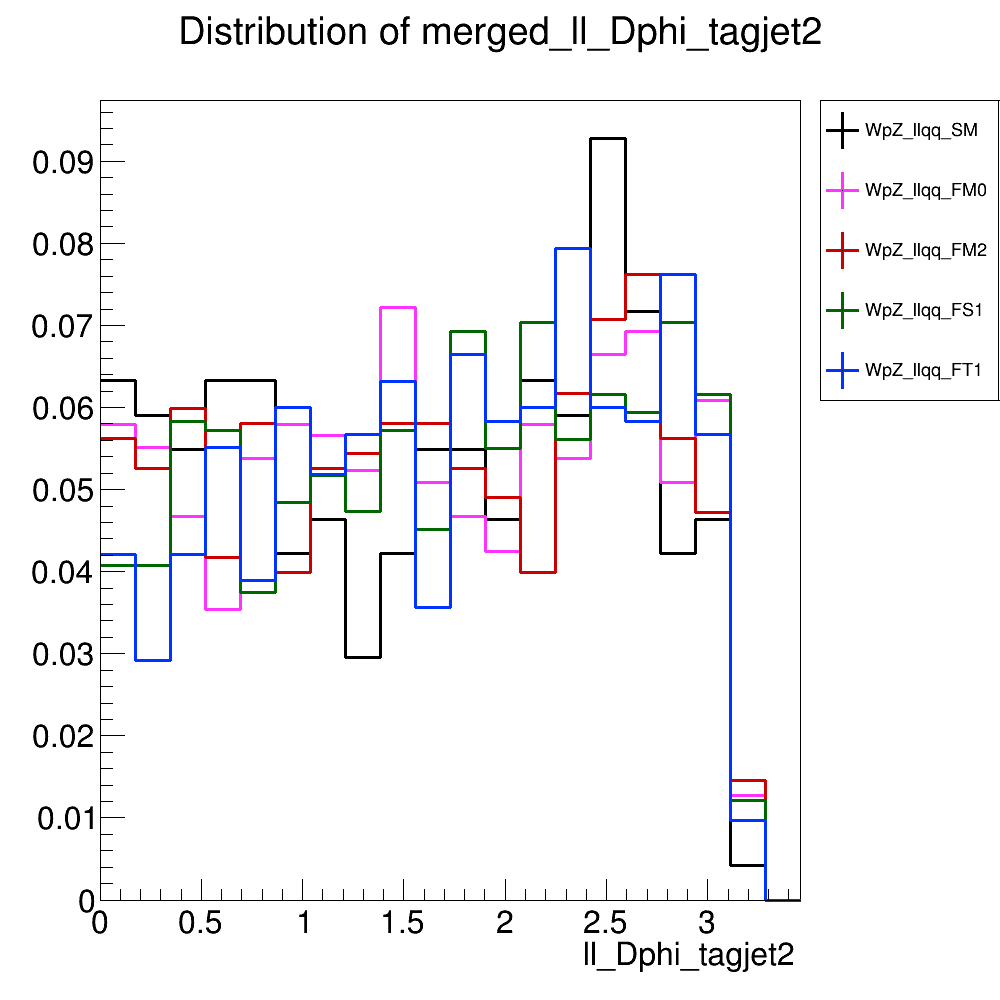 Distribution of merged_ll_Dphi_tagjet2
WpZ_llqq_SM
WpZ_llqq_FM0
WpZ_llqq_FM2
WpZ_llqq_FS1
WpZ_llqq_FT1
0.09
0.08
0.07
0.06
0.05
0.04
0.03
0.02
0.01
0
0 0.5 1 1.5 2 2.5 3
ll_Dphi_tagjet2